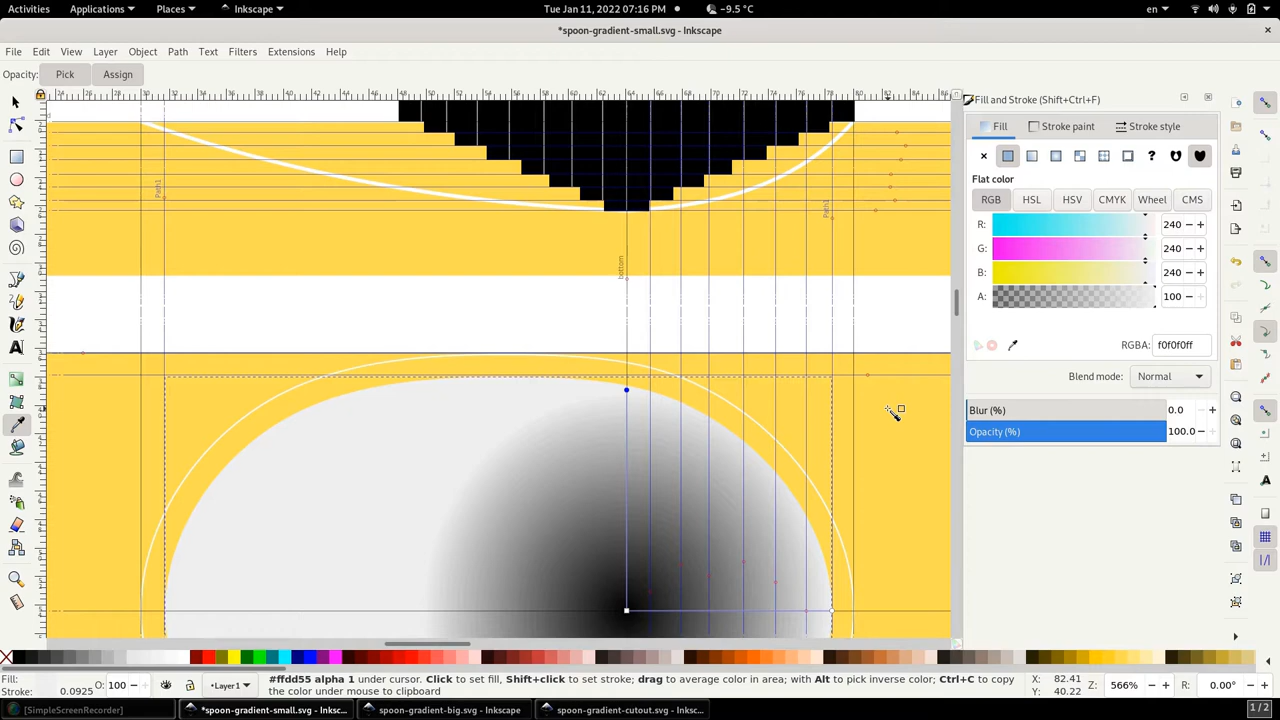 Activities Applications Places Inkscape Tue Jan 11, 2022 07:16 PM -9.5 °C en
*spoon-gradient-small.svg - Inkscape
File Edit View Layer Object Path Text Filters Extensions Help
Opacity: Pick Assign
Fill and Stroke (Shift+Ctrl+F)
Fill Stroke paint Stroke style
Flat color
RGB HSL HSV CMYK Wheel CMS
R: 240
G: 240
B: 240
A: 100
RGBA: f0f0f0ff
Blend mode: Normal
Blur (%) 0.0
Opacity (%) 100.0
Path1
Path1
bottom
Fill:
Stroke: 0.0925
O: 100
Layer 1
#ffdd55 alpha 1 under cursor. Click to set fill, Shift+click to set stroke; drag to average color in area; with Alt to pick inverse color; Ctrl+C to
copy the color under mouse to clipboard
X: 82.41
Y: 40.22
Z: 566%
R: 0.00°
[SimpleScreenRecorder] *spoon-gradient-small.svg - Inksc... spoon-gradient-big.svg - Inkscape spoon-gradient-cutout.svg - Inksc... 1 / 2